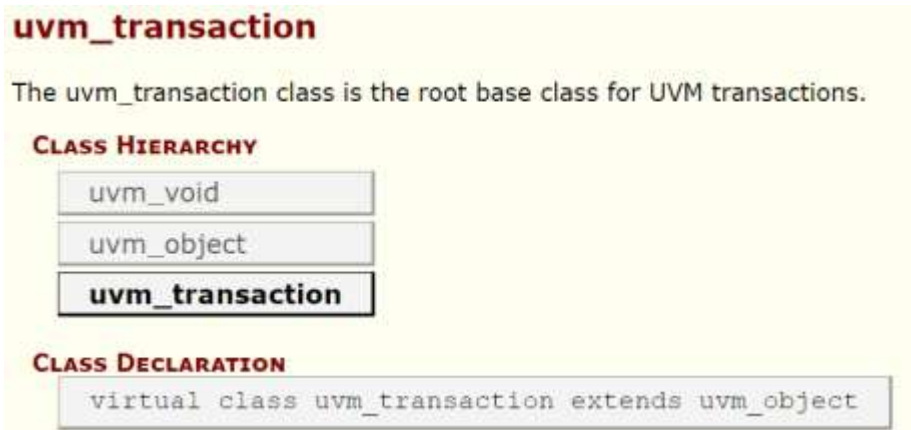 uvm_transaction
The uvm_transaction class is the root base class for UVM transactions.
CLASS HIERARCHY
uvm_void
uvm_object
uvm_transaction
CLASS DECLARATION
virtual class uvm_transaction extends uvm_object